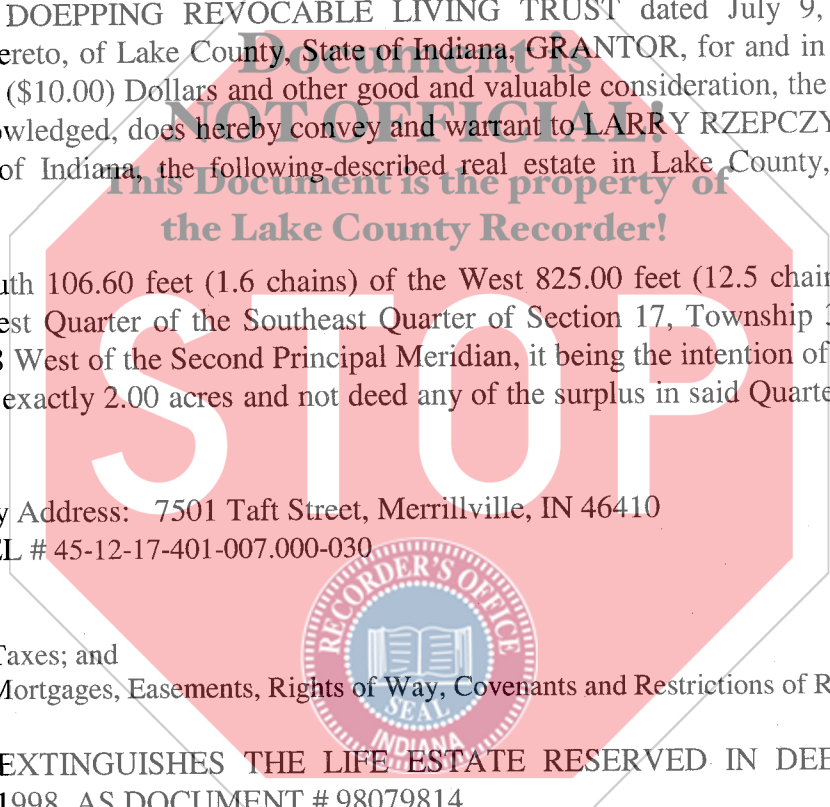 DOEPPING REVOCABLE LIVING TRUST dated July 9,
ereto, of Lake County, State of Indiana, GRANTOR, for and in
Document is
($10.00) Dollars and other good and valuable consideration, the
NOT OFFICIAL!
owledged, does hereby convey and warrant to LARRY RZEPCZY
of Indiana, the following-described real estate in Lake County,
This Document is the property of
the Lake County Recorder!
uth 106.60 feet (1.6 chains) of the West 825.00 feet (12.5 chain
est Quarter of the Southeast Quarter of Section 17, Township
West of the Second Principal Meridian, it being the intention of
exactly 2.00 acres and not deed any of the surplus in said Quarte
STOP
y Address: 7501 Taft Street, Merrillville, IN 46410
EL # 45-12-17-401-007.000-030
RECORDER'S OFFICE
Taxes; and
Mortgages, Easements, Rights of Way, Covenants and Restrictions of R
SEAL
INDIANA
EXTINGUISHES THE LIFE ESTATE RESERVED IN DEE
1998, AS DOCUMENT # 98079814